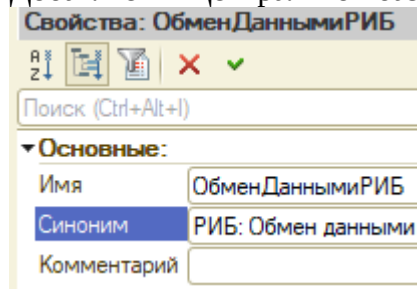 Свойства: ОбменДаннымиРИБ
Поиск (Ctrl+Alt+I)
Основные:
Имя ОбменДаннымиРИБ
Синоним РИБ: Обмен данными
Комментарий